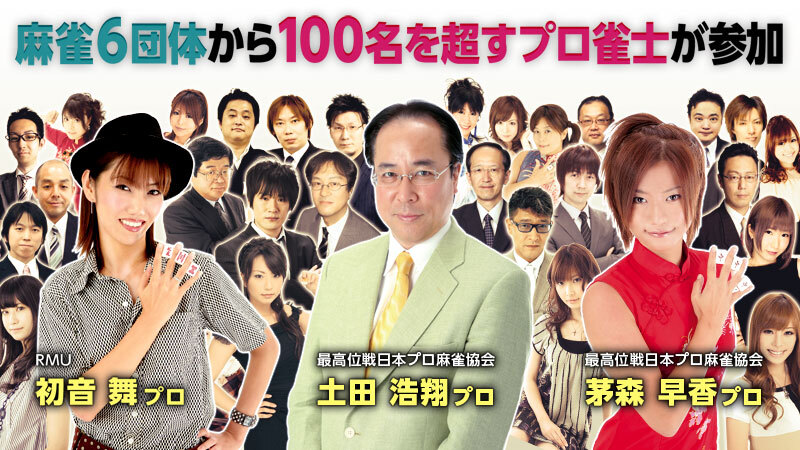 麻雀6団体から100名を超すプロ雀士が参加
RMU
初音 舞 プロ
最高位戦日本プロ麻雀協会
土田 浩翔 プロ
最高位戦日本プロ麻雀協会
茅森 早香 プロ